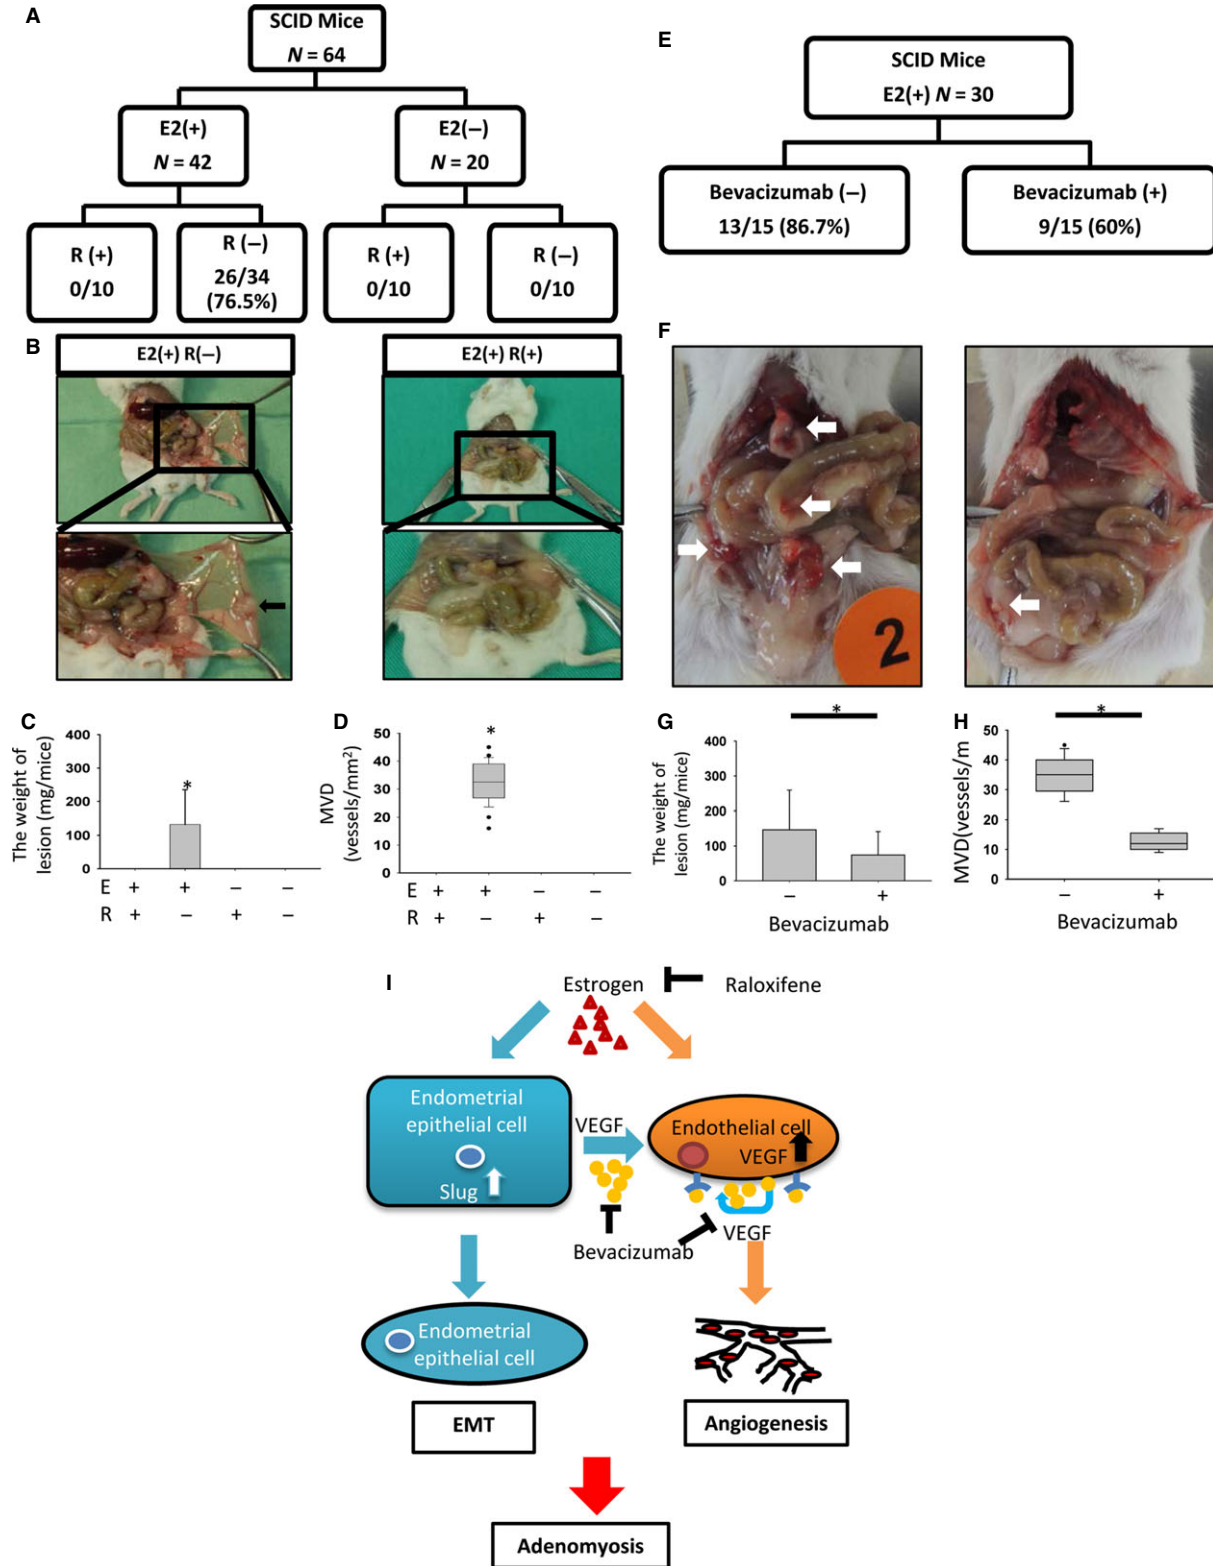 A
SCID Mice
N = 64
E2(+)
N = 42
E2(–)
N = 20
R (+)
0/10
R (–)
26/34
(76.5%)
R (+)
0/10
R (–)
0/10
E
SCID Mice
E2(+) N = 30
Bevacizumab (–)
13/15 (86.7%)
Bevacizumab (+)
9/15 (60%)
B
E2(+) R(–)
E2(+) R(+)
F
2
C
The weight of
lesion (mg/mice)
400
300
200
100
0
*
E + + – –
R + – + –
D
MVD
(vessels/mm²)
50
40
30
20
10
0
*
E + + – –
R + – + –
G
The weight of
lesion (mg/mice)
400
300
200
100
0
*
– +
Bevacizumab
H
MVD(vessels/m
50
40
30
20
10
0
*
– +
Bevacizumab
I
Estrogen
Raloxifene
Endometrial
epithelial cell
Slug
VEGF
Endothelial cell
VEGF
Bevacizumab
VEGF
Endometrial
epithelial cell
EMT
Angiogenesis
Adenomyosis